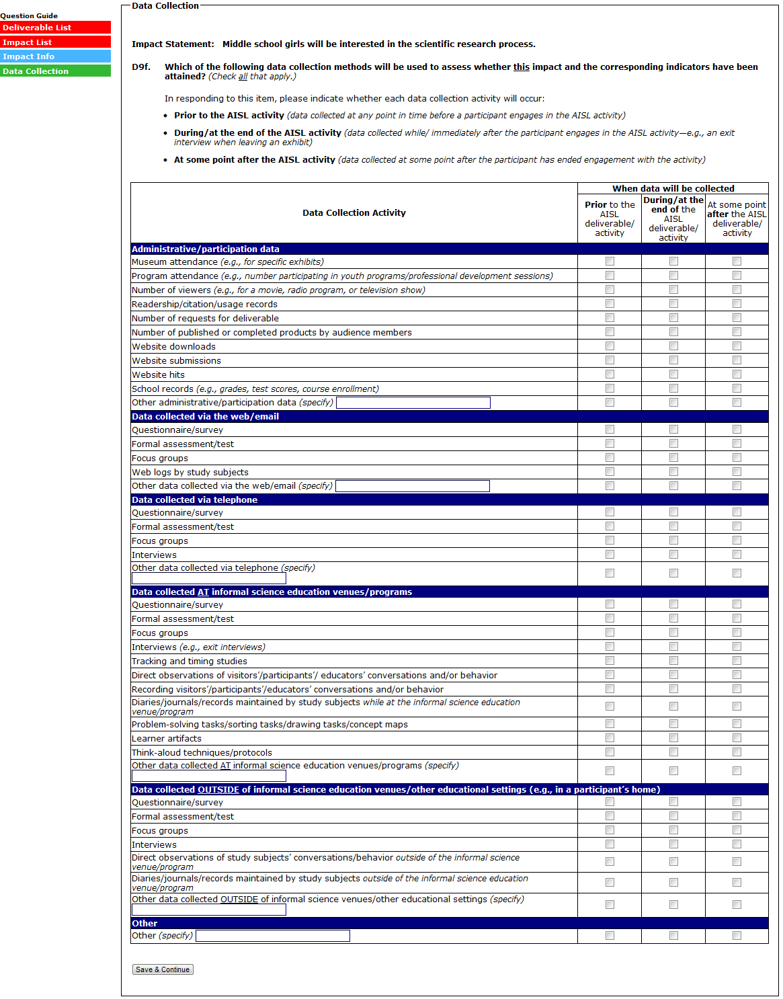 Data Collection
Question Guide
Deliverable List
Impact List
Impact Info
Data Collection
Impact Statement: Middle school girls will be interested in the scientific research process.
D9f. Which of the following data collection methods will be used to assess whether this impact and the corresponding indicators have been
attained? (Check all that apply.)
In responding to this item, please indicate whether each data collection activity will occur:
• Prior to the AISL activity (data collected at any point in time before a participant engages in the AISL activity)
• During/at the end of the AISL activity (data collected while/ immediately after the participant engages in the AISL activity—e.g., an exit
interview when leaving an exhibit)
• At some point after the AISL activity (data collected at some point after the participant has ended engagement with the activity)
Data Collection Activity
When data will be collected
Prior to the
AISL
deliverable/
activity
During/at the
end of the
AISL
deliverable/
activity
At some point
after the AISL
deliverable/
activity
Administrative/participation data
Museum attendance (e.g., for specific exhibits)
Program attendance (e.g., number participating in youth programs/professional development sessions)
Number of viewers (e.g., for a movie, radio program, or television show)
Readership/citation/usage records
Number of requests for deliverable
Number of published or completed products by audience members
Website downloads
Website submissions
Website hits
School records (e.g., grades, test scores, course enrollment)
Other administrative/participation data (specify)
Data collected via the web/email
Questionnaire/survey
Formal assessment/test
Focus groups
Web logs by study subjects
Other data collected via the web/email (specify)
Data collected via telephone
Questionnaire/survey
Formal assessment/test
Focus groups
Interviews
Other data collected via telephone (specify)
Data collected AT informal science education venues/programs
Questionnaire/survey
Formal assessment/test
Focus groups
Interviews (e.g., exit interviews)
Tracking and timing studies
Direct observations of visitors’/participants’/ educators’ conversations and/or behavior
Recording visitors’/participants’/educators’ conversations and/or behavior
Diaries/journals/records maintained by study subjects while at the informal science education
venue/program
Problem-solving tasks/sorting tasks/drawing tasks/concept maps
Learner artifacts
Think-aloud techniques/protocols
Other data collected AT informal science education venues/programs (specify)
Data collected OUTSIDE of informal science education venues/other educational settings (e.g., in a participant’s home)
Questionnaire/survey
Formal assessment/test
Focus groups
Interviews
Direct observations of study subjects’ conversations/behavior outside of the informal science
venue/program
Diaries/journals/records maintained by study subjects outside of the informal science education
venue/program
Other data collected OUTSIDE of informal science venues/other educational settings (specify)
Other
Other (specify)
Save & Continue